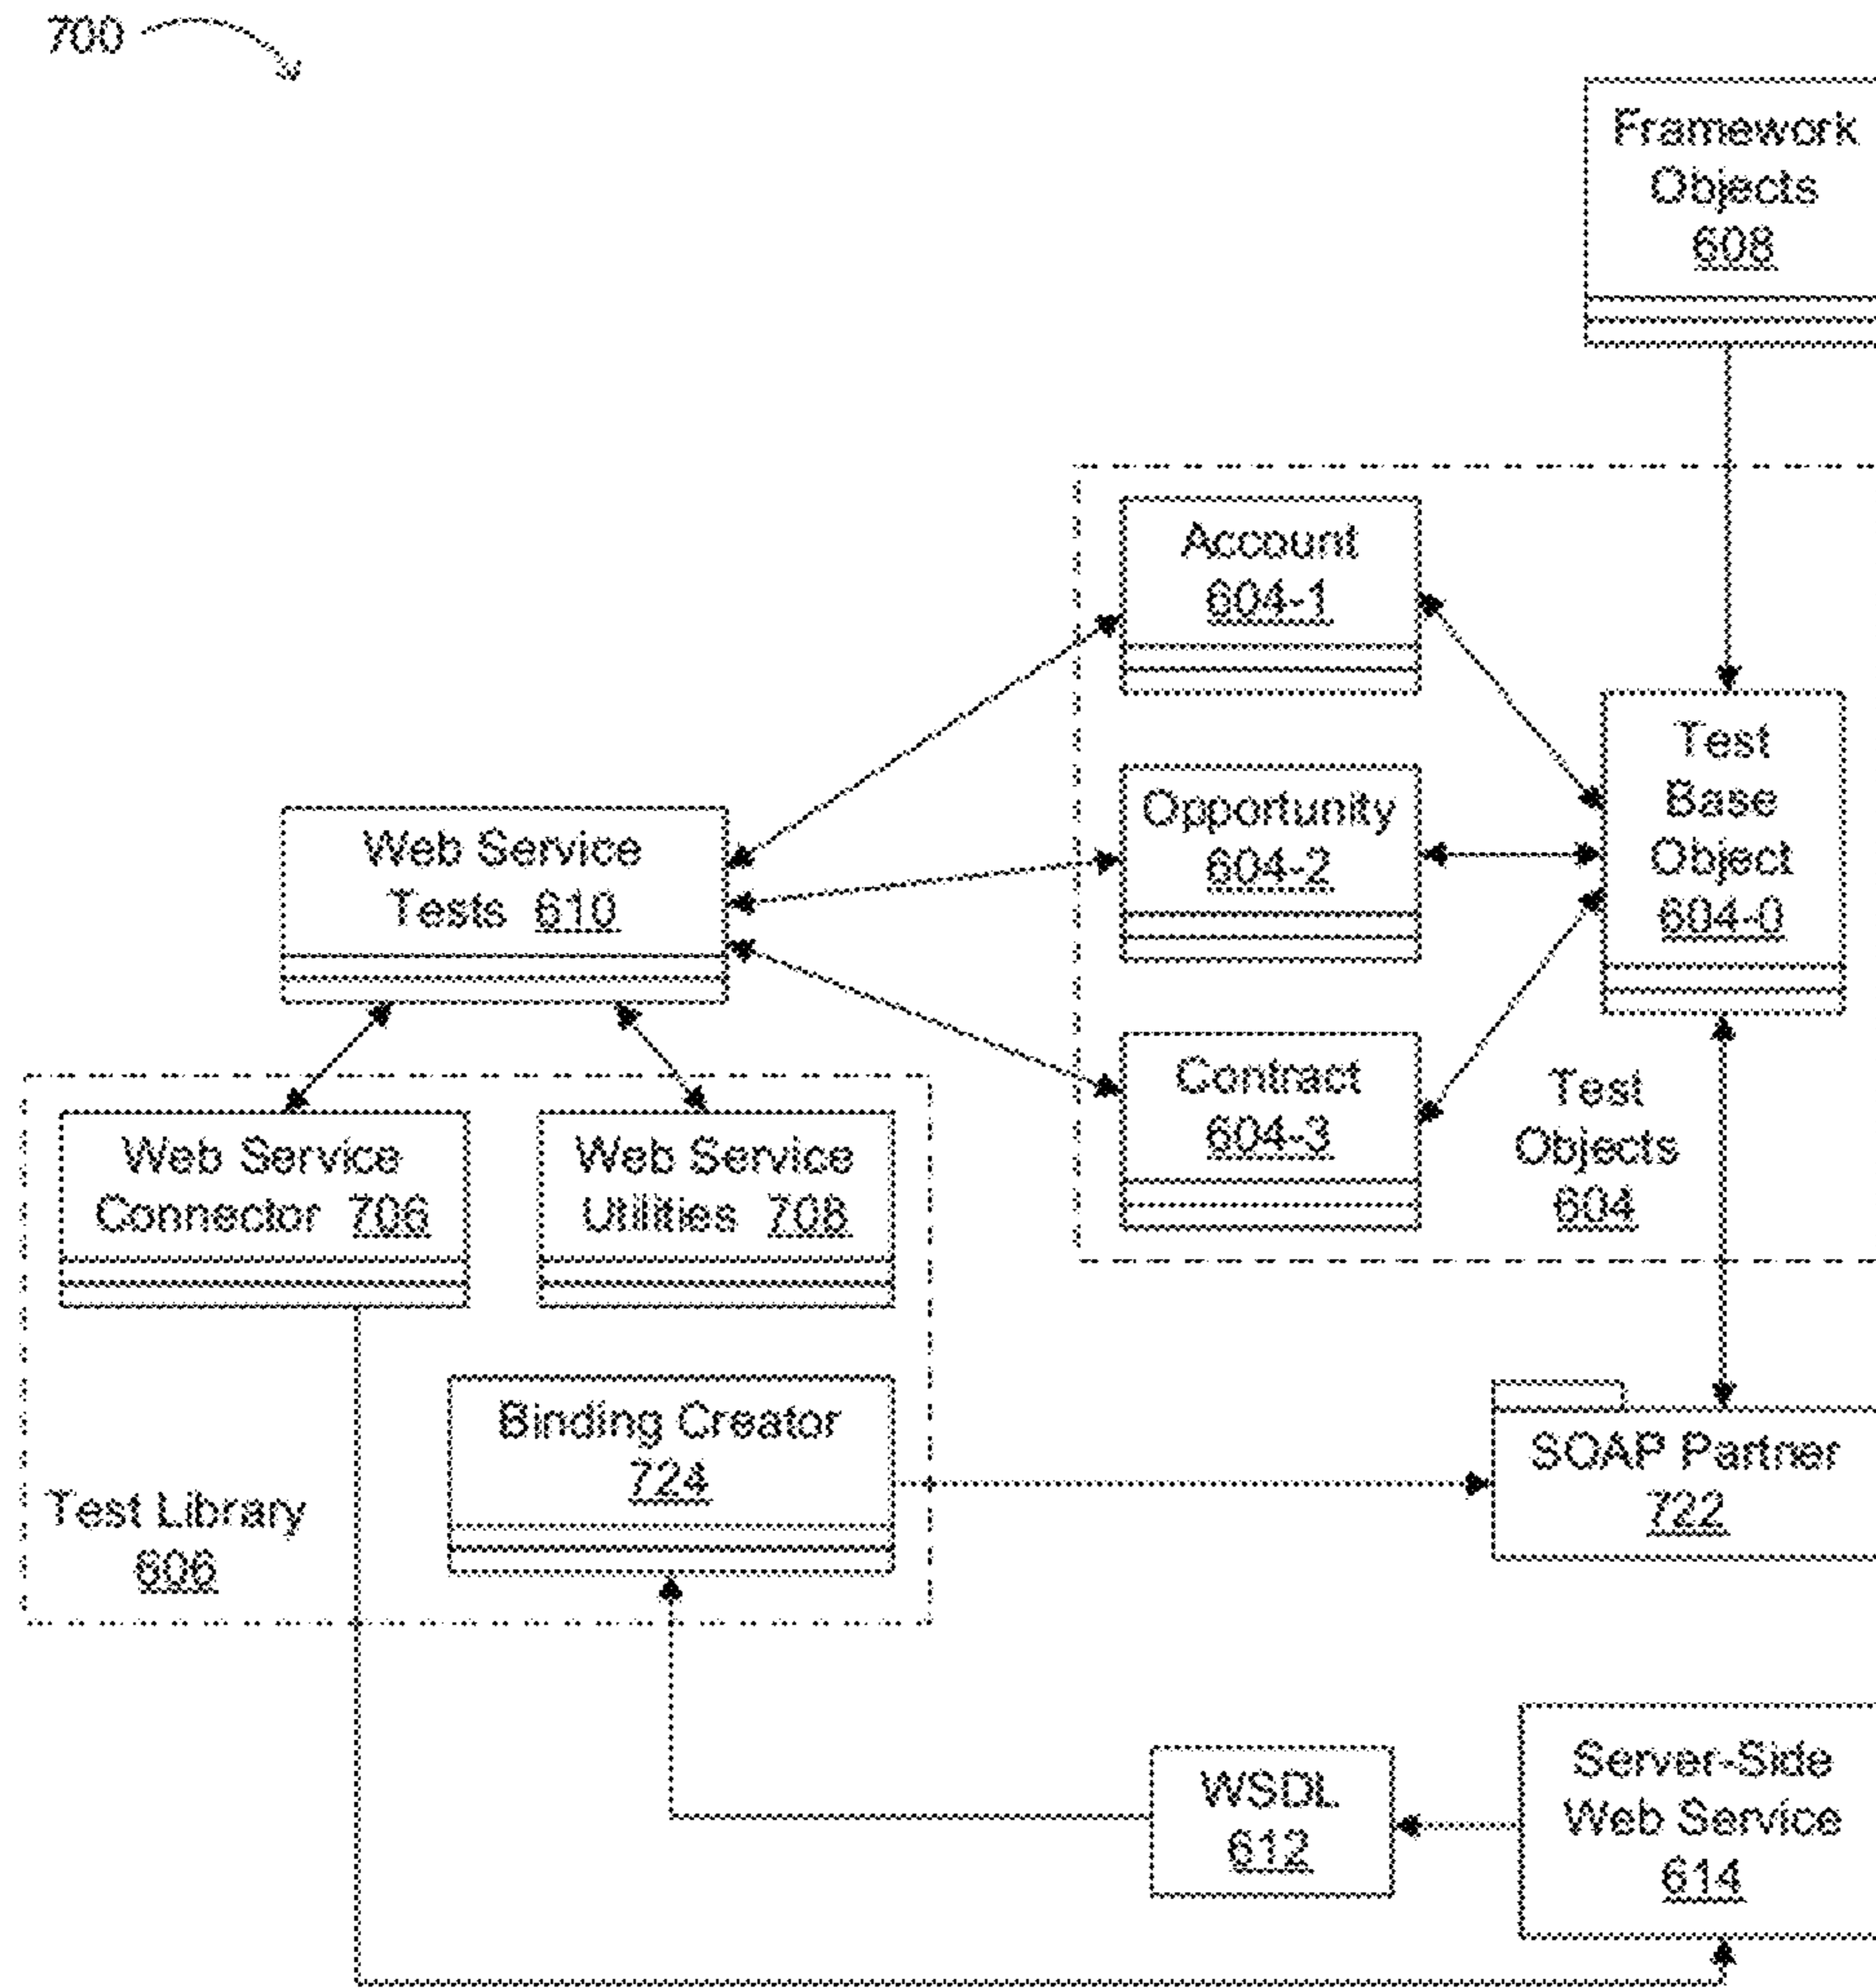 700
Framework
Objects
608
Account
604-1
Test
Base
Object
604-0
Opportunity
604-2
Web Service
Tests 610
Contract
604-3
Test
Objects
604
Web Service
Connector 706
Web Service
Utilities 708
Binding Creator
724
SOAP Partner
722
Test Library
606
Server-Side
Web Service
614
WSDL
612